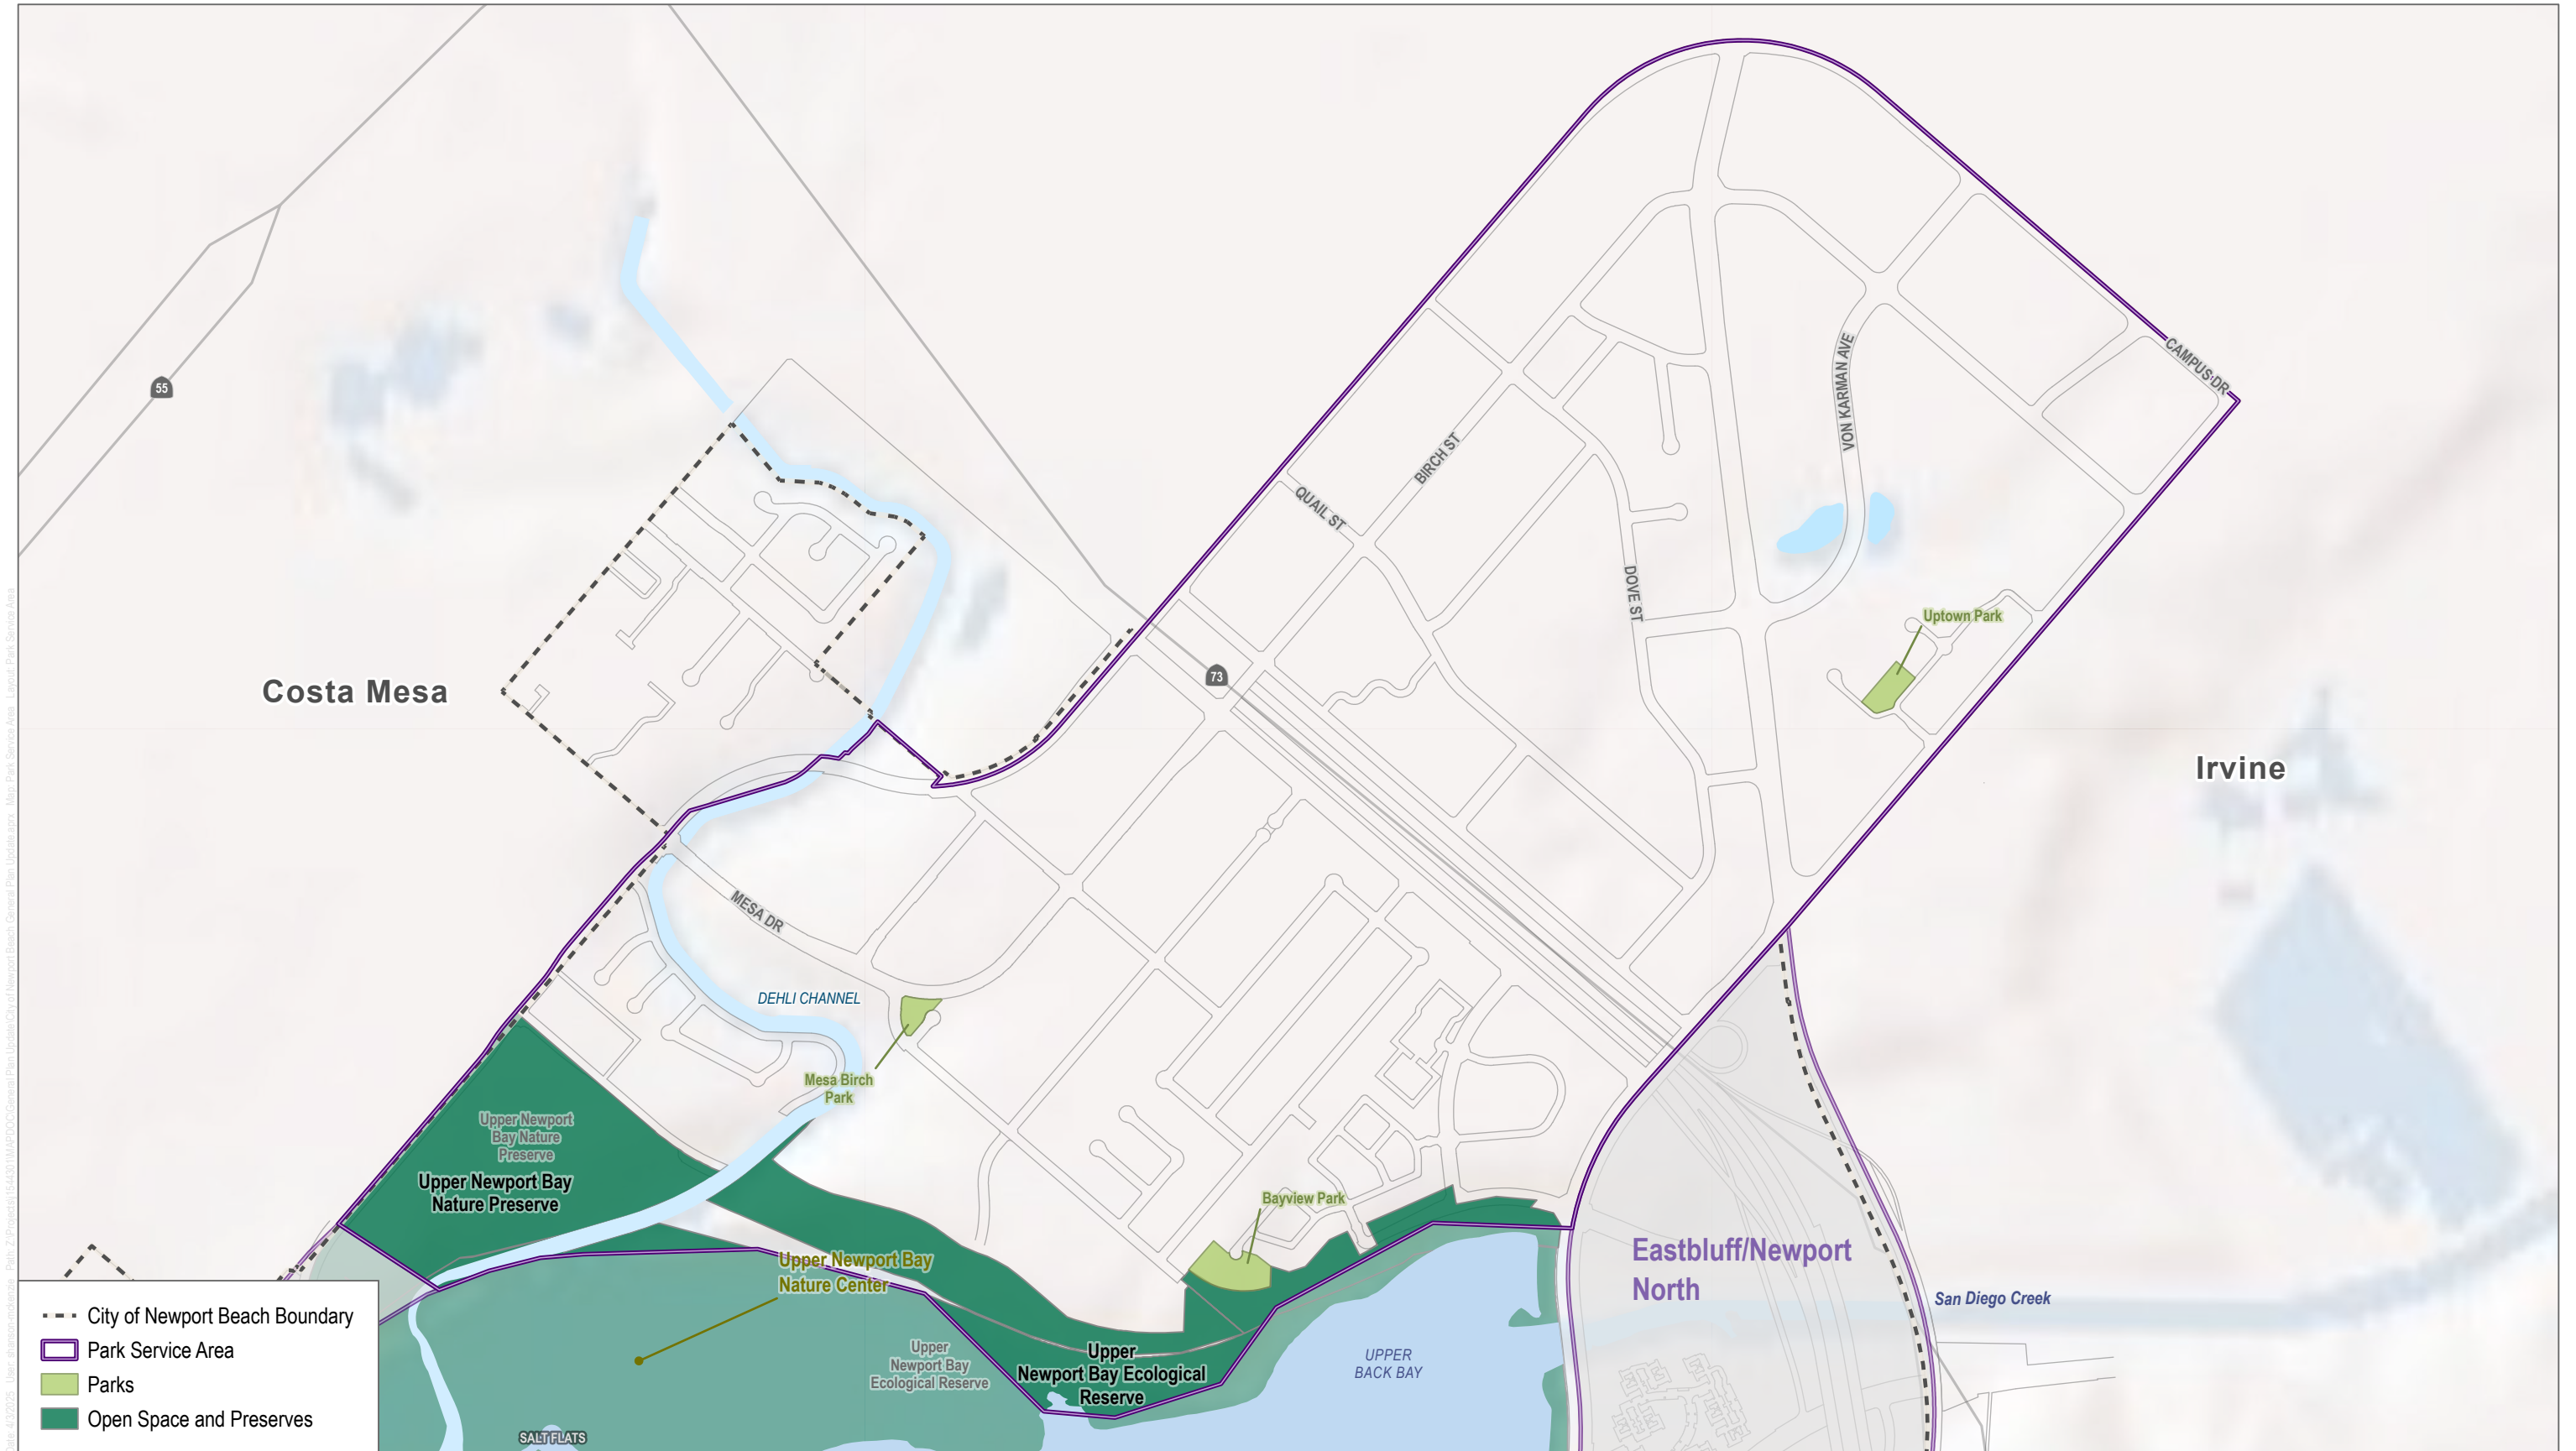 CAMPUS DR
VON KARMAN AVE
55
BIRCH ST
QUAIL ST
DOVE ST
Uptown Park
73
Costa Mesa
Irvine
MESA DR
DEHLI CHANNEL
Mesa Birch
Park
Upper Newport
Bay Nature
Preserve
Upper Newport Bay
Nature Preserve
Bayview Park
Upper Newport Bay
Nature Center
Eastbluff/Newport
North
San Diego Creek
Upper
Newport Bay
Ecological Reserve
Upper
Newport Bay Ecological
Reserve
UPPER
BACK BAY
SALT FLATS
City of Newport Beach Boundary
Park Service Area
Parks
Open Space and Preserves